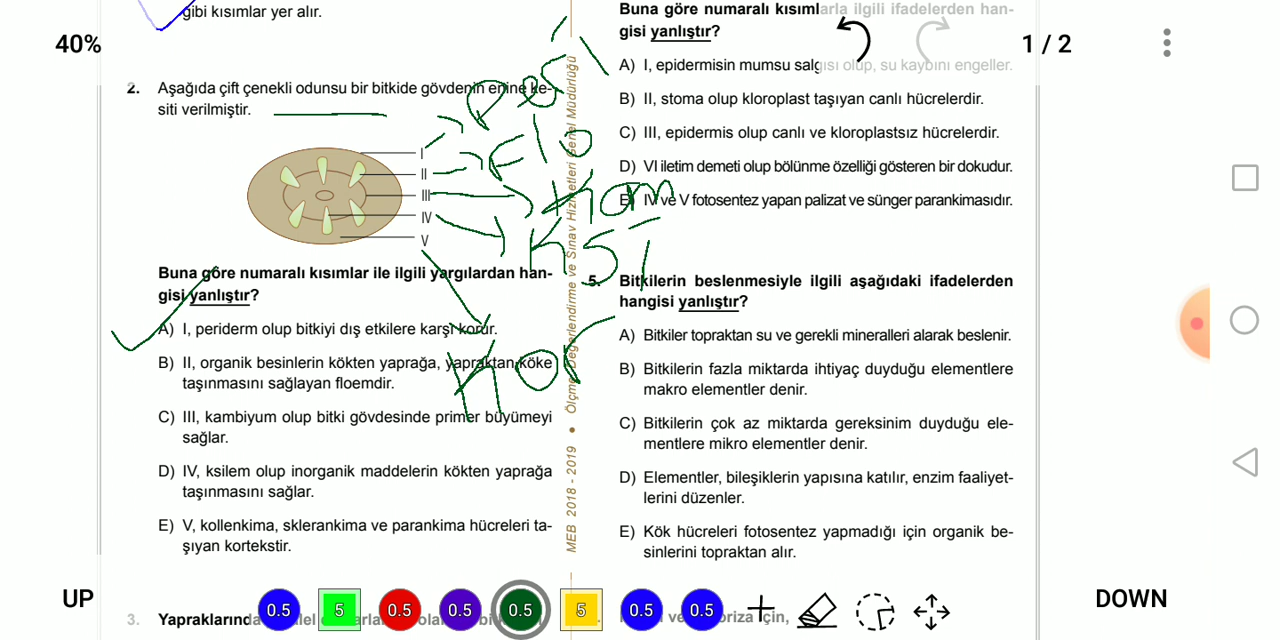 40%
1 / 2
gibi kısımlar yer alır.
2. Aşağıda çift çenekli odunsu bir bitkide gövdenin enine ke-
siti verilmiştir.
I
II
III
IV
V
Buna göre numaralı kısımlar ile ilgili yargılardan han-
gisi yanlıştır?
A) I, periderm olup bitkiyi dış etkilere karşı korur.
B) II, organik besinlerin kökten yaprağa, yapraktan köke
taşınmasını sağlayan floemdir.
C) III, kambiyum olup bitki gövdesinde primer büyümeyi
sağlar.
D) IV, ksilem olup inorganik maddelerin kökten yaprağa
taşınmasını sağlar.
E) V, kollenkima, sklerankima ve parankima hücreleri ta-
şıyan kortekstir.
3. Yapraklarınd
MEB 2018 - 2019 ● Ölçme, Değerlendirme ve Sınav Hizmetleri Genel Müdürlüğü
Peri
Flo
Kam
Ksi
Kor
Buna göre numaralı kısımlarla ilgili ifadelerden han-
gisi yanlıştır?
A) I, epidermisin mumsu salgısı olup, su kaybını engeller.
B) II, stoma olup kloroplast taşıyan canlı hücrelerdir.
C) III, epidermis olup canlı ve kloroplastsız hücrelerdir.
D) VI iletim demeti olup bölünme özelliği gösteren bir dokudur.
E) IV ve V fotosentez yapan palizat ve sünger parankimasıdır.
5. Bitkilerin beslenmesiyle ilgili aşağıdaki ifadelerden
hangisi yanlıştır?
A) Bitkiler topraktan su ve gerekli mineralleri alarak beslenir.
B) Bitkilerin fazla miktarda ihtiyaç duyduğu elementlere
makro elementler denir.
C) Bitkilerin çok az miktarda gereksinim duyduğu ele-
mentlere mikro elementler denir.
D) Elementler, bileşiklerin yapısına katılır, enzim faaliyet-
lerini düzenler.
E) Kök hücreleri fotosentez yapmadığı için organik be-
sinlerini topraktan alır.
için,
UP
0.5 5 0.5 0.5 0.5 5 0.5 0.5
DOWN